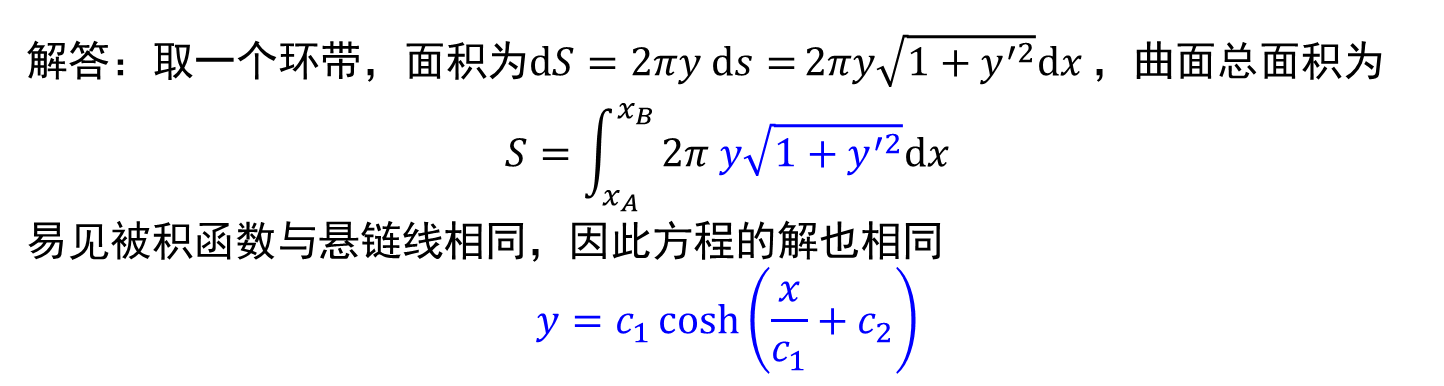 解答：取一个环带，面积为dS = 2πy ds = 2πy√(1 + y′²)dx ，曲面总面积为
S = ∫_{x_A}^{x_B} 2π y√(1 + y′²)dx
易见被积函数与悬链线相同，因此方程的解也相同
y = c₁ cosh(x/c₁ + c₂)